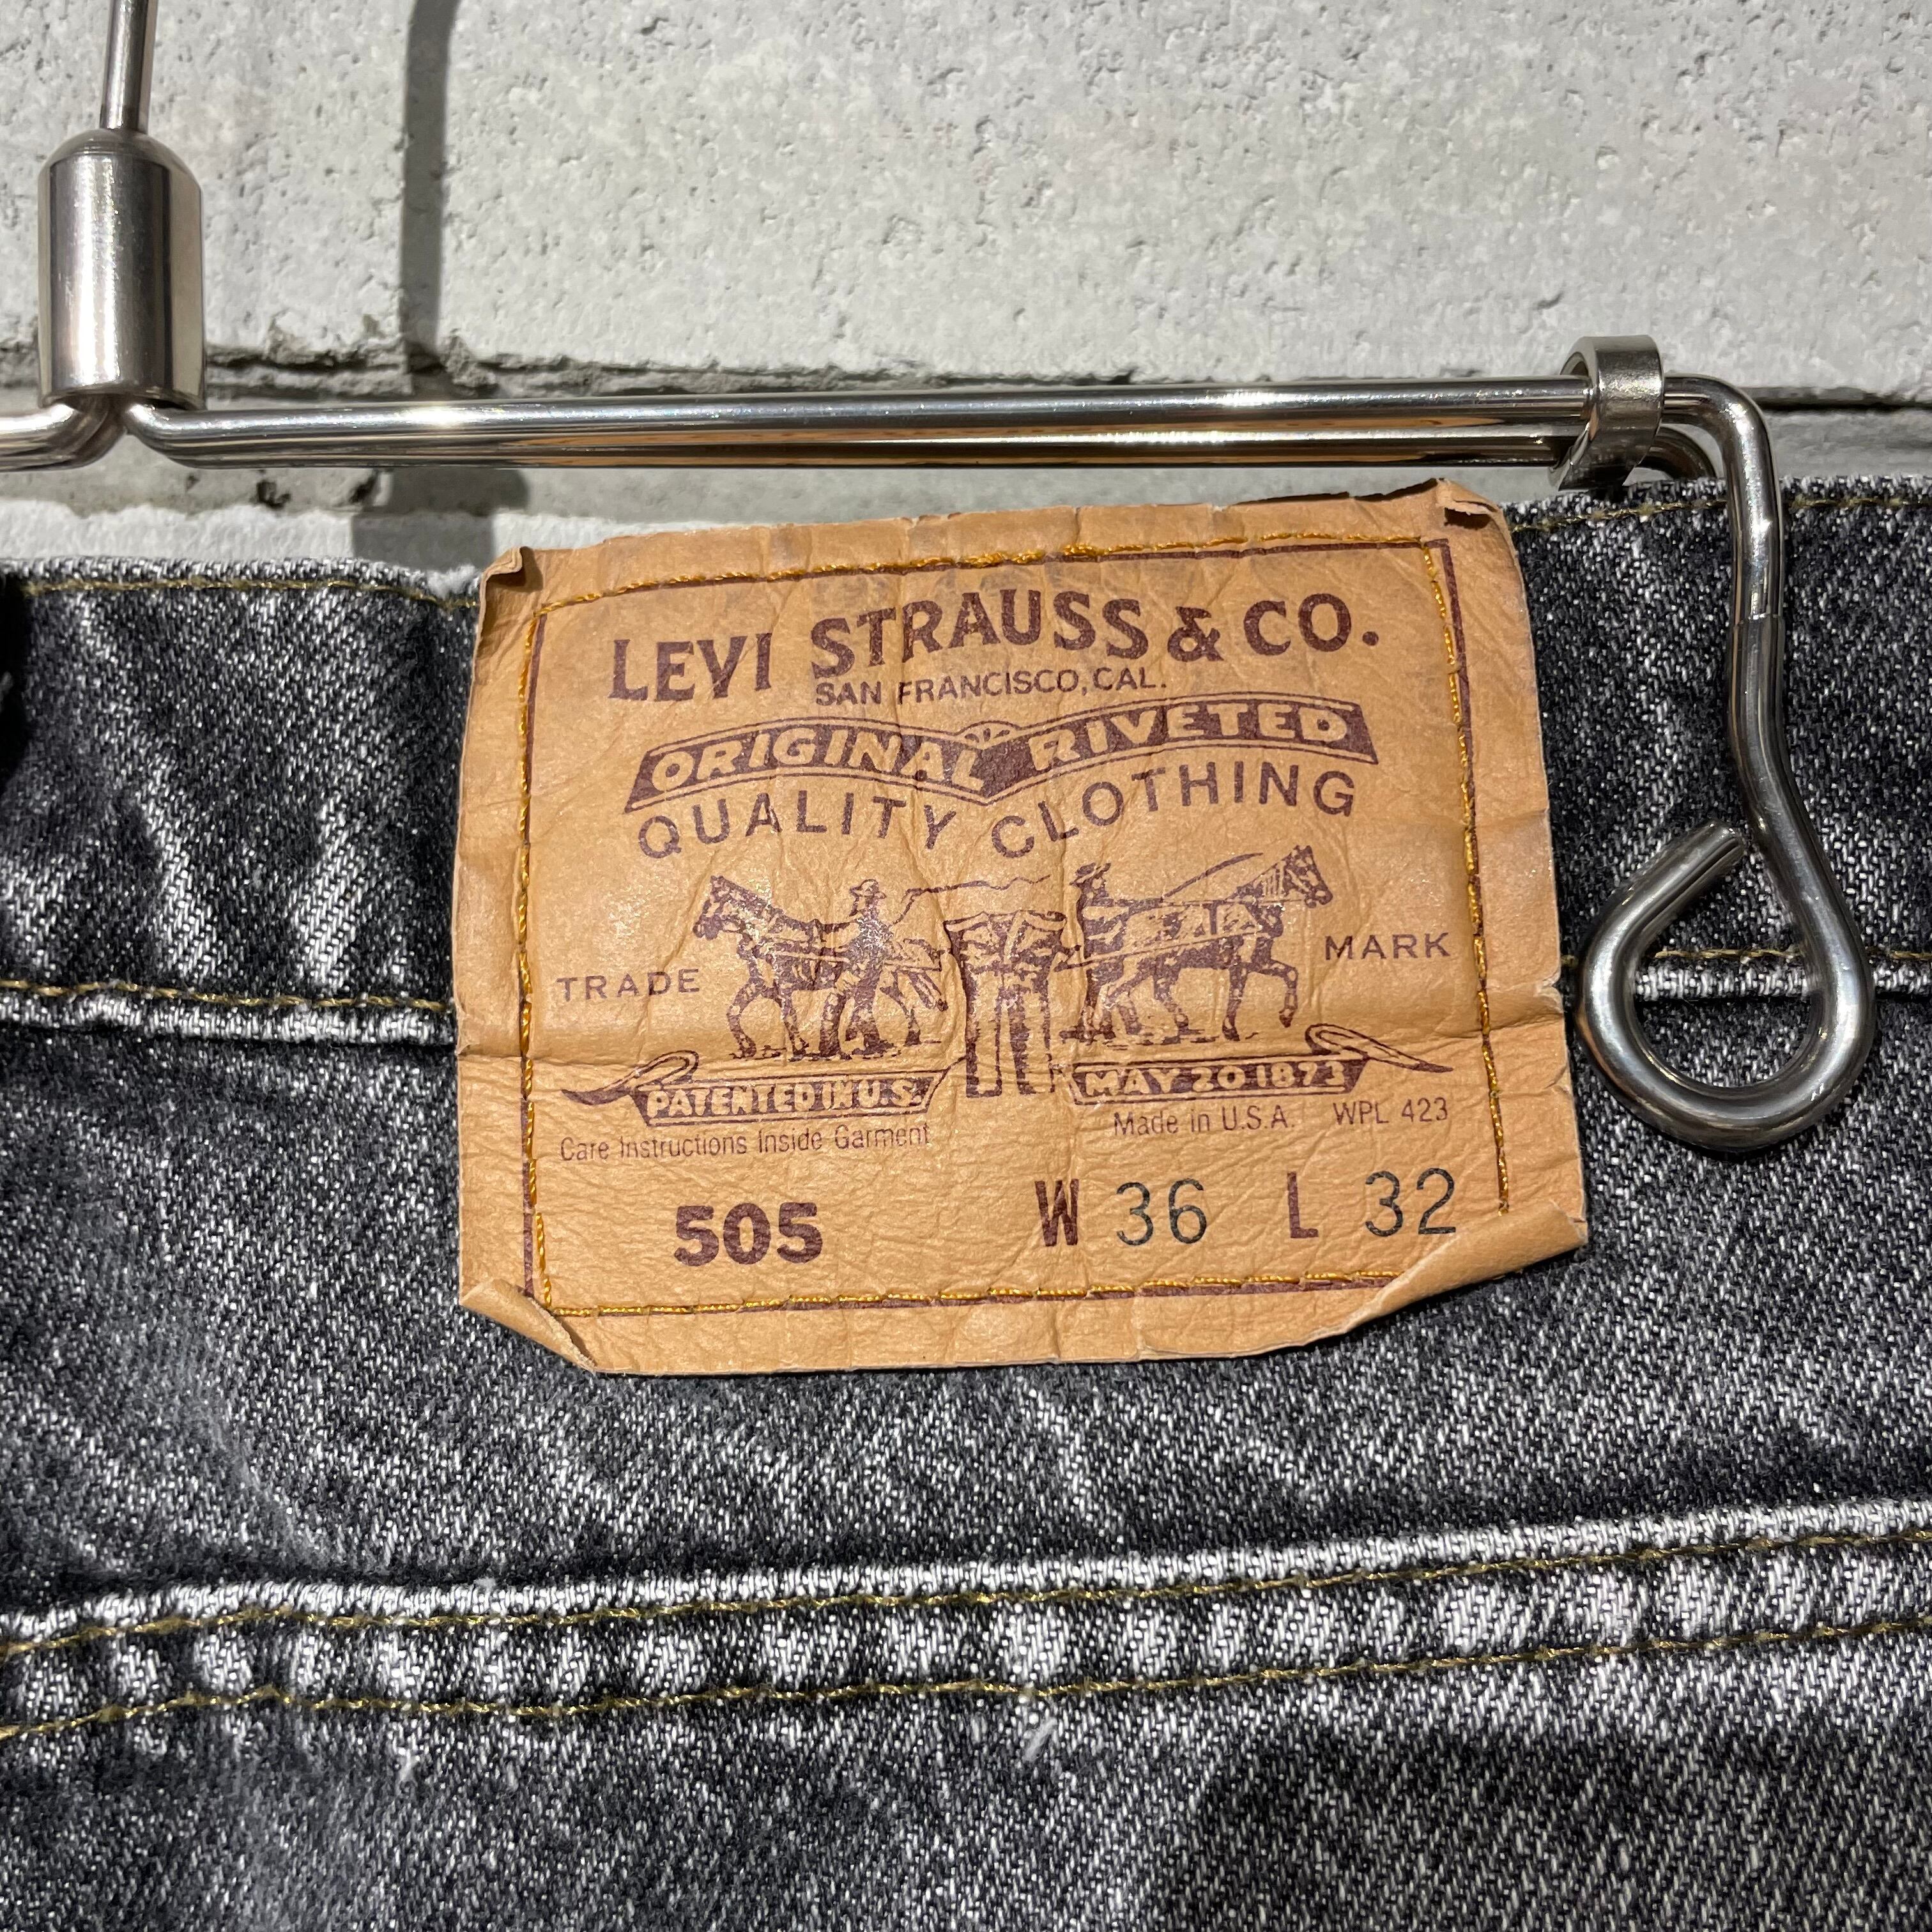 LEVI STRAUSS & CO.
SAN FRANCISCO, CAL.
ORIGINAL RIVETED
QUALITY CLOTHING
TRADE MARK
PATENTED IN U.S. MAY 20 1873
Care Instructions Inside Garment Made in U.S.A. WPL 423
505 W 36 L 32